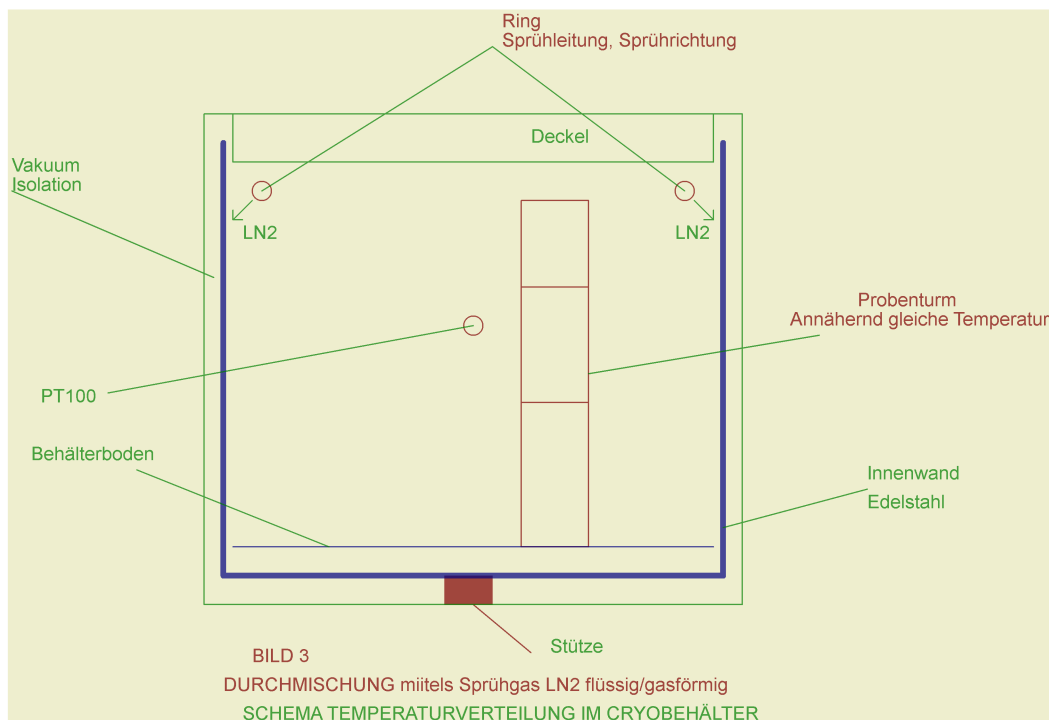 Ring
Sprühleitung, Sprührichtung
Deckel
Vakuum
Isolation
LN2
LN2
Probenturm
Annähernd gleiche Temperatur
PT100
Behälterboden
Innenwand
Edelstahl
Stütze
BILD 3
DURCHMISCHUNG miitels Sprühgas LN2 flüssig/gasförmig
SCHEMA TEMPERATURVERTEILUNG IM CRYOBEHÄLTER